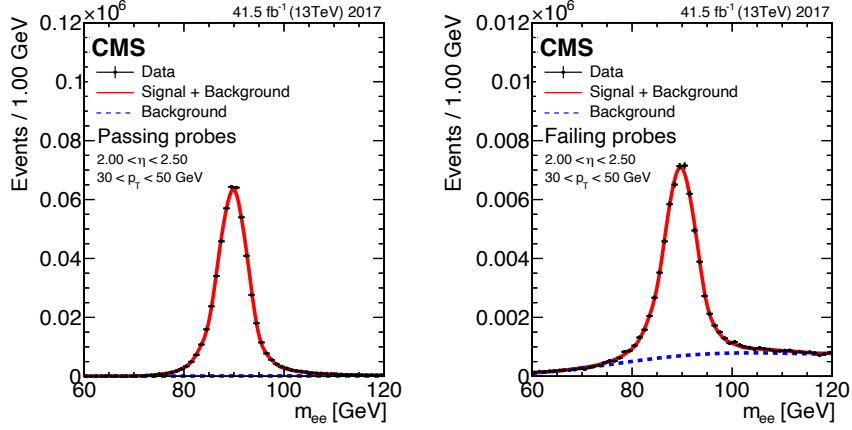 ×10⁶
41.5 fb⁻¹ (13TeV) 2017
CMS
Data
Signal + Background
Background
Passing probes
2.00 < η < 2.50
30 < p_T < 50 GeV
Events / 1.00 GeV
0.12
0.1
0.08
0.06
0.04
0.02
0
60 80 100 120
m_ee [GeV]
×10⁶
41.5 fb⁻¹ (13TeV) 2017
CMS
Data
Signal + Background
Background
Failing probes
2.00 < η < 2.50
30 < p_T < 50 GeV
Events / 1.00 GeV
0.012
0.01
0.008
0.006
0.004
0.002
0
60 80 100 120
m_ee [GeV]